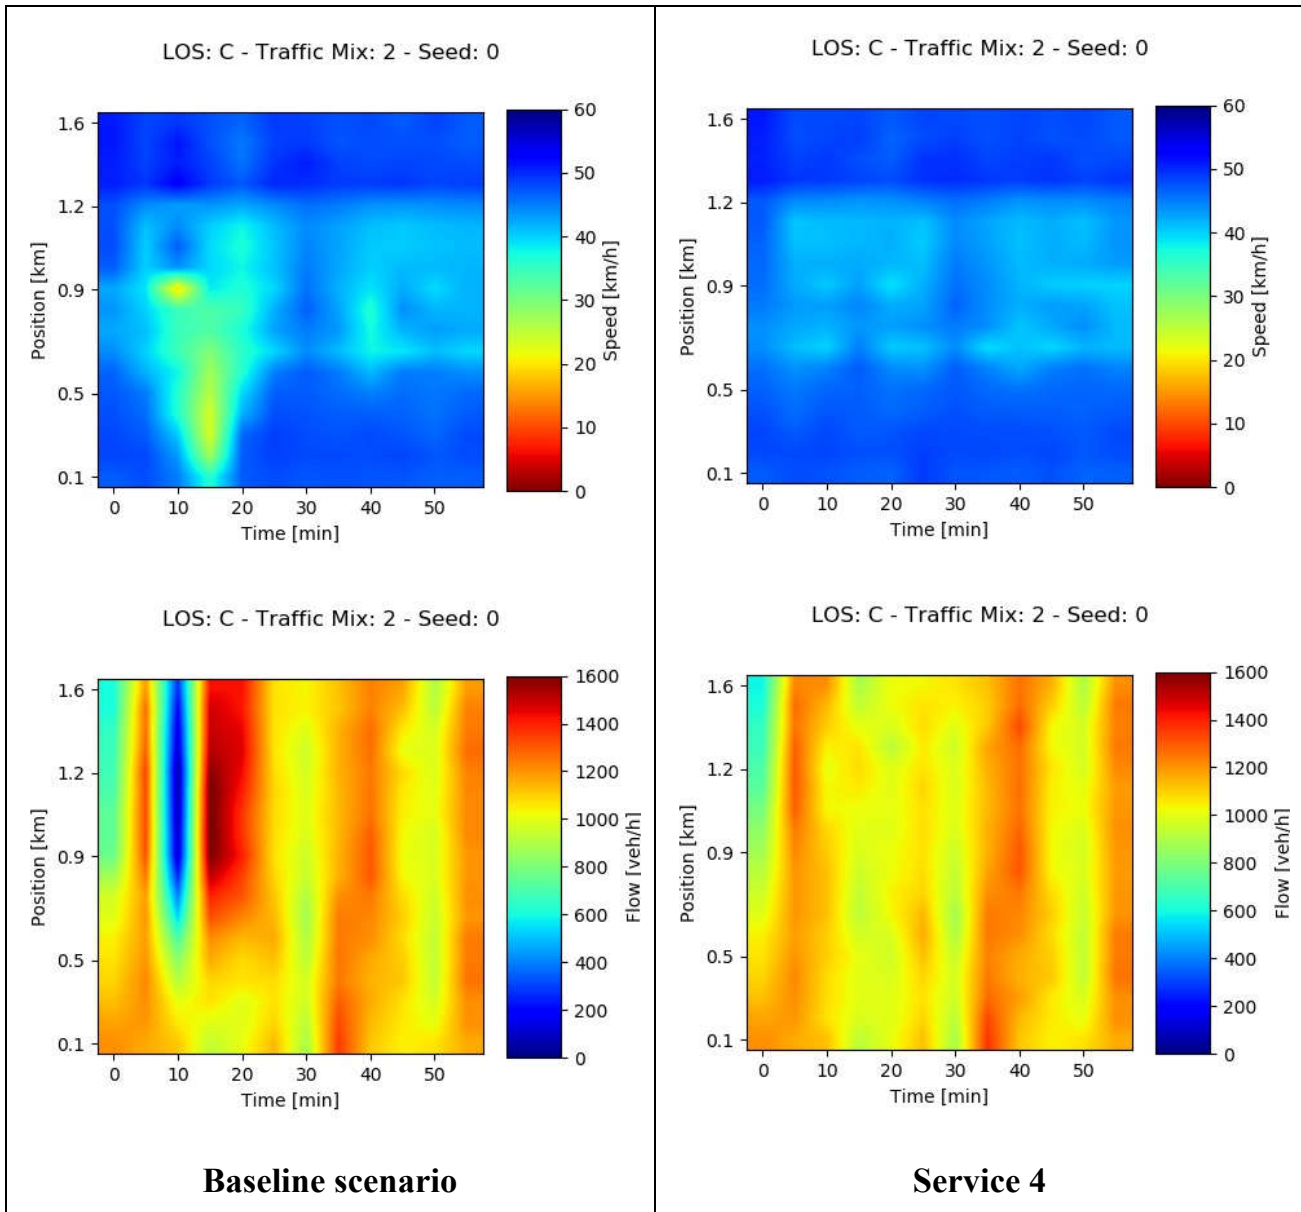 LOS: C - Traffic Mix: 2 - Seed: 0
1.6
1.2
0.9
0.5
0.1
Position [km]
0 10 20 30 40 50
Time [min]
60
50
40
30
20
10
0
Speed [km/h]
LOS: C - Traffic Mix: 2 - Seed: 0
1.6
1.2
0.9
0.5
0.1
Position [km]
0 10 20 30 40 50
Time [min]
60
50
40
30
20
10
0
Speed [km/h]
LOS: C - Traffic Mix: 2 - Seed: 0
1.6
1.2
0.9
0.5
0.1
Position [km]
0 10 20 30 40 50
Time [min]
1600
1400
1200
1000
800
600
400
200
0
Flow [veh/h]
Baseline scenario
LOS: C - Traffic Mix: 2 - Seed: 0
1.6
1.2
0.9
0.5
0.1
Position [km]
0 10 20 30 40 50
Time [min]
1600
1400
1200
1000
800
600
400
200
0
Flow [veh/h]
Service 4